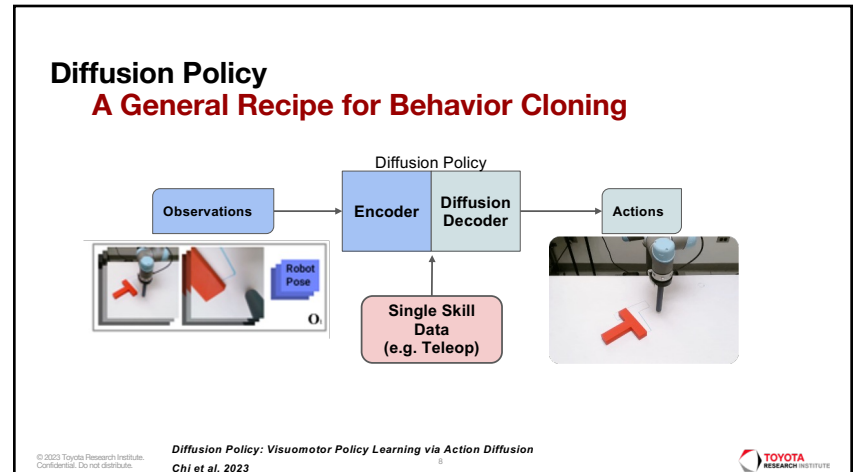 Diffusion Policy
A General Recipe for Behavior Cloning
Diffusion Policy
Observations
Encoder
Diffusion
Decoder
Actions
Robot
Pose
Oₜ
Single Skill
Data
(e.g. Teleop)
© 2023 Toyota Research Institute.
Confidential. Do not distribute.
Diffusion Policy: Visuomotor Policy Learning via Action Diffusion
Chi et al. 2023
8
TOYOTA
RESEARCH INSTITUTE